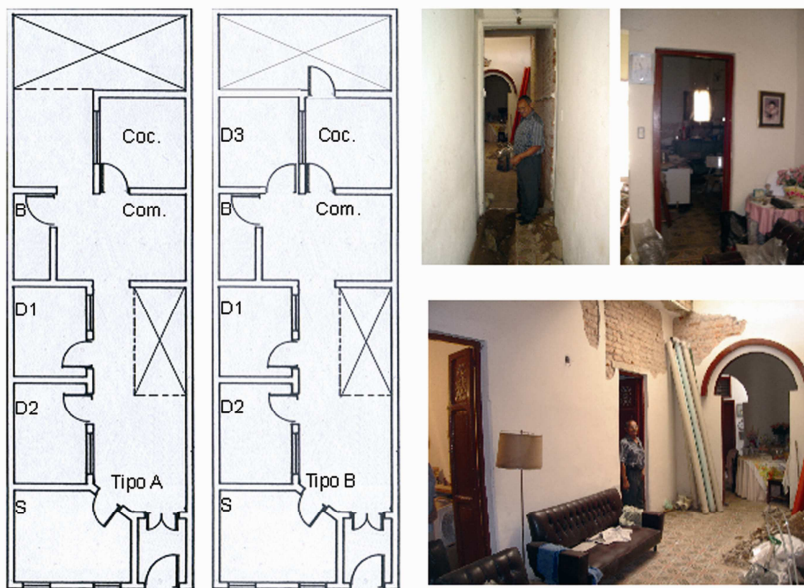 Coc.
B
Com.
D1
D2
Tipo A
S
D3
Coc.
B
Com.
D1
D2
Tipo B
S